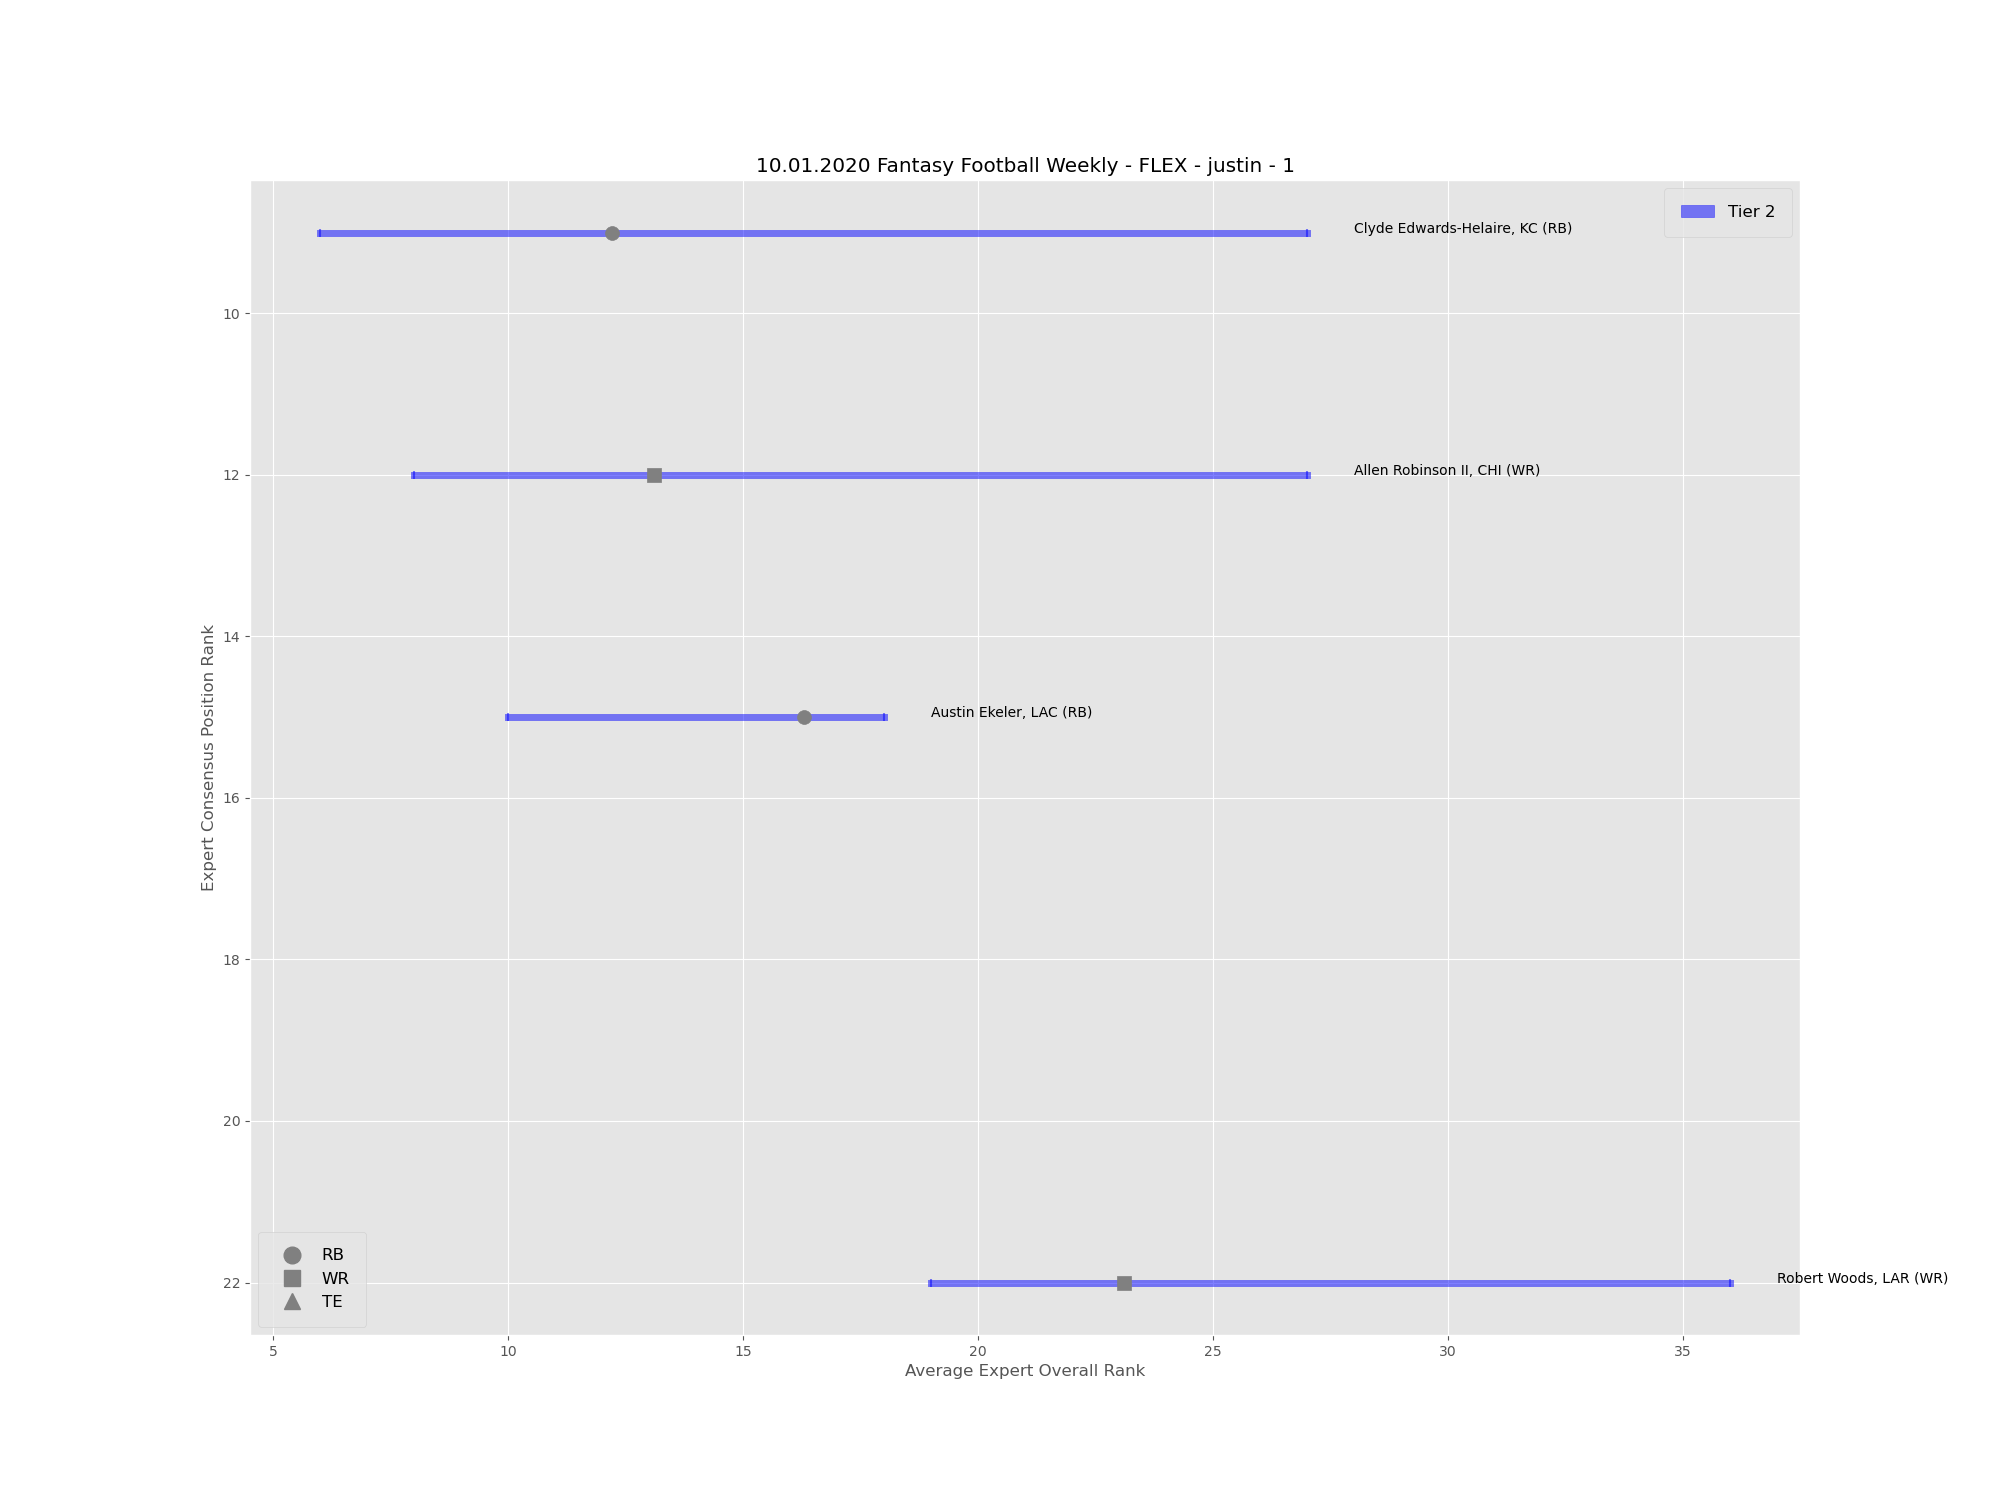 10.01.2020 Fantasy Football Weekly - FLEX - justin - 1
Tier 2
Clyde Edwards-Helaire, KC (RB)
10
Allen Robinson II, CHI (WR)
12
14
Expert Consensus Position Rank
Austin Ekeler, LAC (RB)
16
18
20
RB
WR
TE
22
Robert Woods, LAR (WR)
5 10 15 20 25 30 35
Average Expert Overall Rank